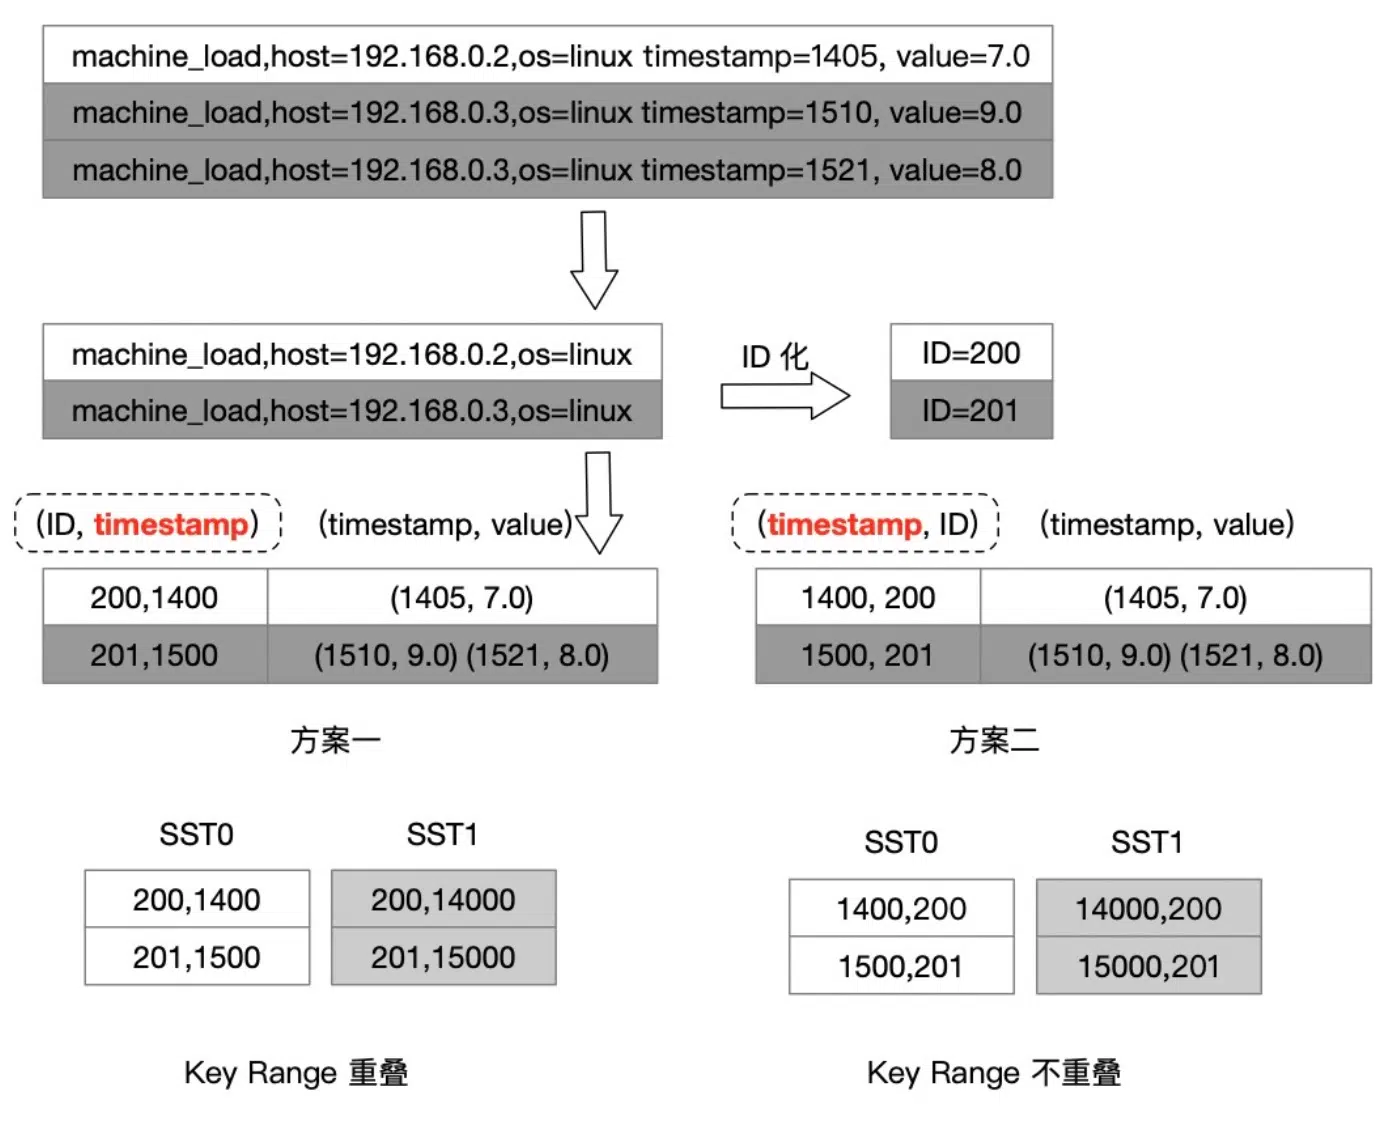 machine_load,host=192.168.0.2,os=linux timestamp=1405, value=7.0
machine_load,host=192.168.0.3,os=linux timestamp=1510, value=9.0
machine_load,host=192.168.0.3,os=linux timestamp=1521, value=8.0
machine_load,host=192.168.0.2,os=linux
machine_load,host=192.168.0.3,os=linux
ID 化
ID=200
ID=201
(ID, timestamp) (timestamp, value)
200,1400 (1405, 7.0)
201,1500 (1510, 9.0) (1521, 8.0)
方案一
(timestamp, ID) (timestamp, value)
1400, 200 (1405, 7.0)
1500, 201 (1510, 9.0) (1521, 8.0)
方案二
SST0 SST1
200,1400 200,14000
201,1500 201,15000
Key Range 重叠
SST0 SST1
1400,200 14000,200
1500,201 15000,201
Key Range 不重叠